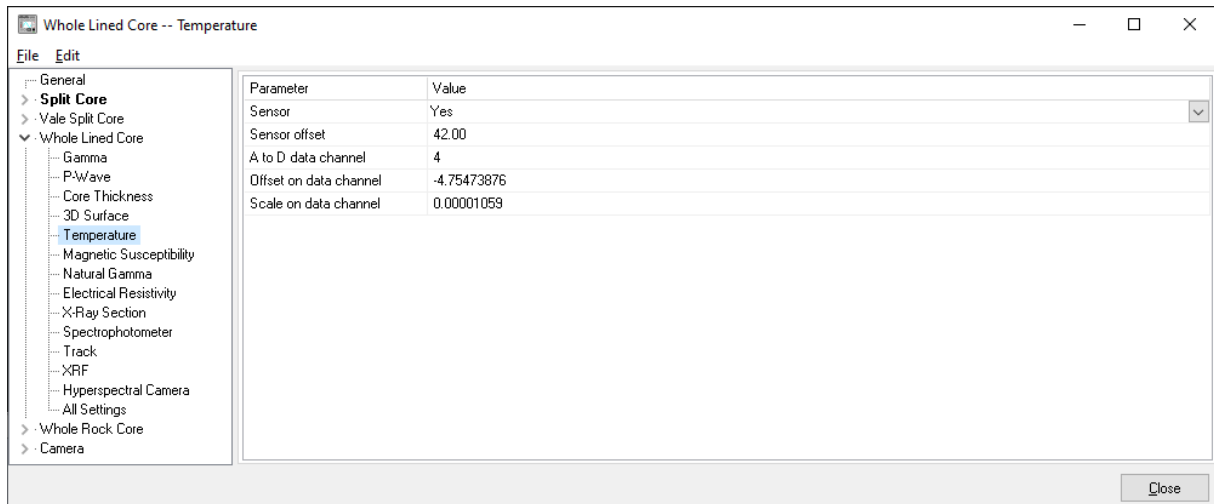 Whole Lined Core -- Temperature
File Edit
General
Split Core
Vale Split Core
Whole Lined Core
Gamma
P-Wave
Core Thickness
3D Surface
Temperature
Magnetic Susceptibility
Natural Gamma
Electrical Resistivity
X-Ray Section
Spectrophotometer
Track
XRF
Hyperspectral Camera
All Settings
Whole Rock Core
Camera
Parameter Value
Sensor Yes
Sensor offset 42.00
A to D data channel 4
Offset on data channel -4.75473876
Scale on data channel 0.00001059
Close